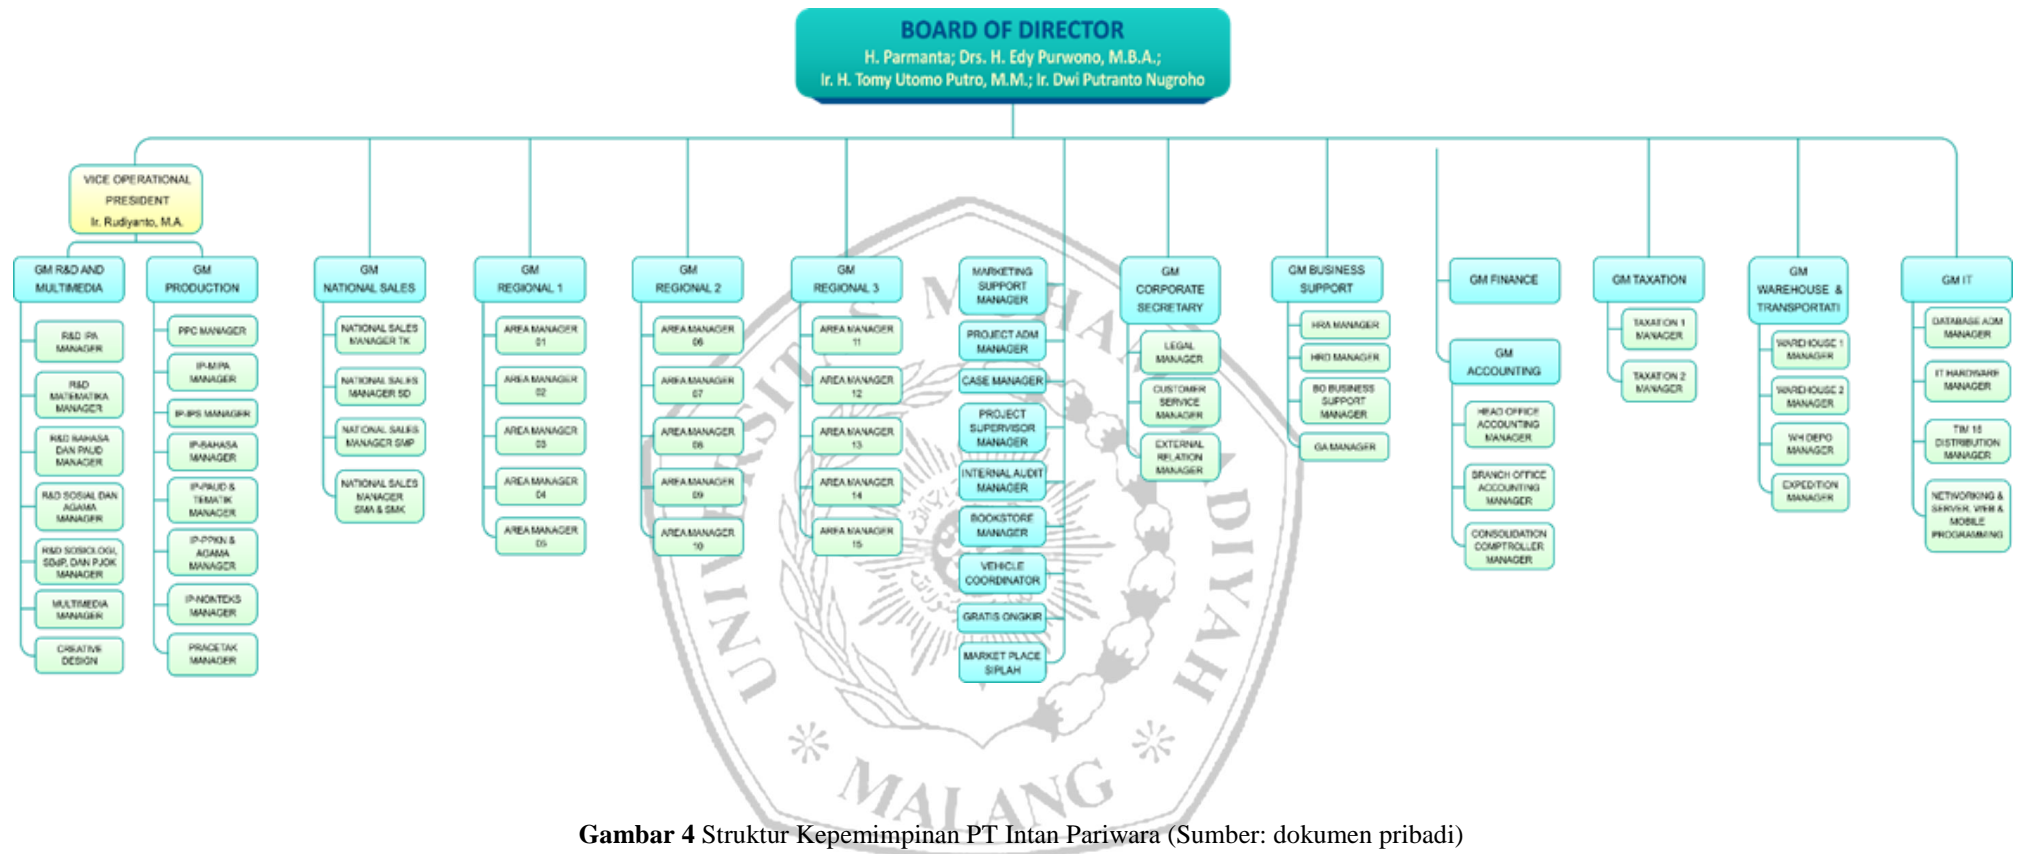 BOARD OF DIRECTOR
H. Parmanta; Drs. H. Edy Purwono, M.B.A.;
Ir. H. Tomy Utomo Putro, M.M.; Ir. Dwi Putranto Nugroho
VICE OPERATIONAL
PRESIDENT
Ir. Rudiyanto, M.A.
GM R&D AND
MULTIMEDIA
R&D IPA
MANAGER
R&D
MATEMATIKA
MANAGER
R&D BAHASA
DAN PAUD
MANAGER
R&D SOSIAL DAN
AGAMA
MANAGER
R&D SOSIOLOGI,
SBdP, DAN PJOK
MANAGER
MULTIMEDIA
MANAGER
CREATIVE
DESIGN
GM
PRODUCTION
PPC MANAGER
IP-MIPA
MANAGER
IP-IPS MANAGER
IP-BAHASA
MANAGER
IP-PAUD &
TEMATIK
MANAGER
IP-PPKN &
AGAMA
MANAGER
IP-NONTEKS
MANAGER
PRACETAK
MANAGER
GM
NATIONAL SALES
NATIONAL SALES
MANAGER TK
NATIONAL SALES
MANAGER SD
NATIONAL SALES
MANAGER SMP
NATIONAL SALES
MANAGER
SMA & SMK
GM
REGIONAL 1
AREA MANAGER
01
AREA MANAGER
02
AREA MANAGER
03
AREA MANAGER
04
AREA MANAGER
05
GM
REGIONAL 2
AREA MANAGER
06
AREA MANAGER
07
AREA MANAGER
08
AREA MANAGER
09
AREA MANAGER
10
GM
REGIONAL 3
AREA MANAGER
11
AREA MANAGER
12
AREA MANAGER
13
AREA MANAGER
14
AREA MANAGER
15
MARKETING
SUPPORT
MANAGER
PROJECT ADM
MANAGER
CASE MANAGER
PROJECT
SUPERVISOR
MANAGER
INTERNAL AUDIT
MANAGER
BOOKSTORE
MANAGER
VEHICLE
COORDINATOR
GRATIS ONGKIR
MARKET PLACE
SIPLAH
GM
CORPORATE
SECRETARY
LEGAL
MANAGER
CUSTOMER
SERVICE
MANAGER
EXTERNAL
RELATION
MANAGER
GM BUSINESS
SUPPORT
HRA MANAGER
HRD MANAGER
BO BUSINESS
SUPPORT
MANAGER
GA MANAGER
GM FINANCE
GM
ACCOUNTING
HEAD OFFICE
ACCOUNTING
MANAGER
BRANCH OFFICE
ACCOUNTING
MANAGER
CONSOLIDATION
COMPTROLLER
MANAGER
GM TAXATION
TAXATION 1
MANAGER
TAXATION 2
MANAGER
GM
WAREHOUSE &
TRANSPORTATI
WAREHOUSE 1
MANAGER
WAREHOUSE 2
MANAGER
WH DEPO
MANAGER
EXPEDITION
MANAGER
GM IT
DATABASE ADM
MANAGER
IT HARDWARE
MANAGER
TIM 18
DISTRIBUTION
MANAGER
NETWORKING &
SERVER, WEB &
MOBILE
PROGRAMMING
UNIVERSITAS MUHAMMADIYAH
MALANG
Gambar 4 Struktur Kepemimpinan PT Intan Pariwara (Sumber: dokumen pribadi)